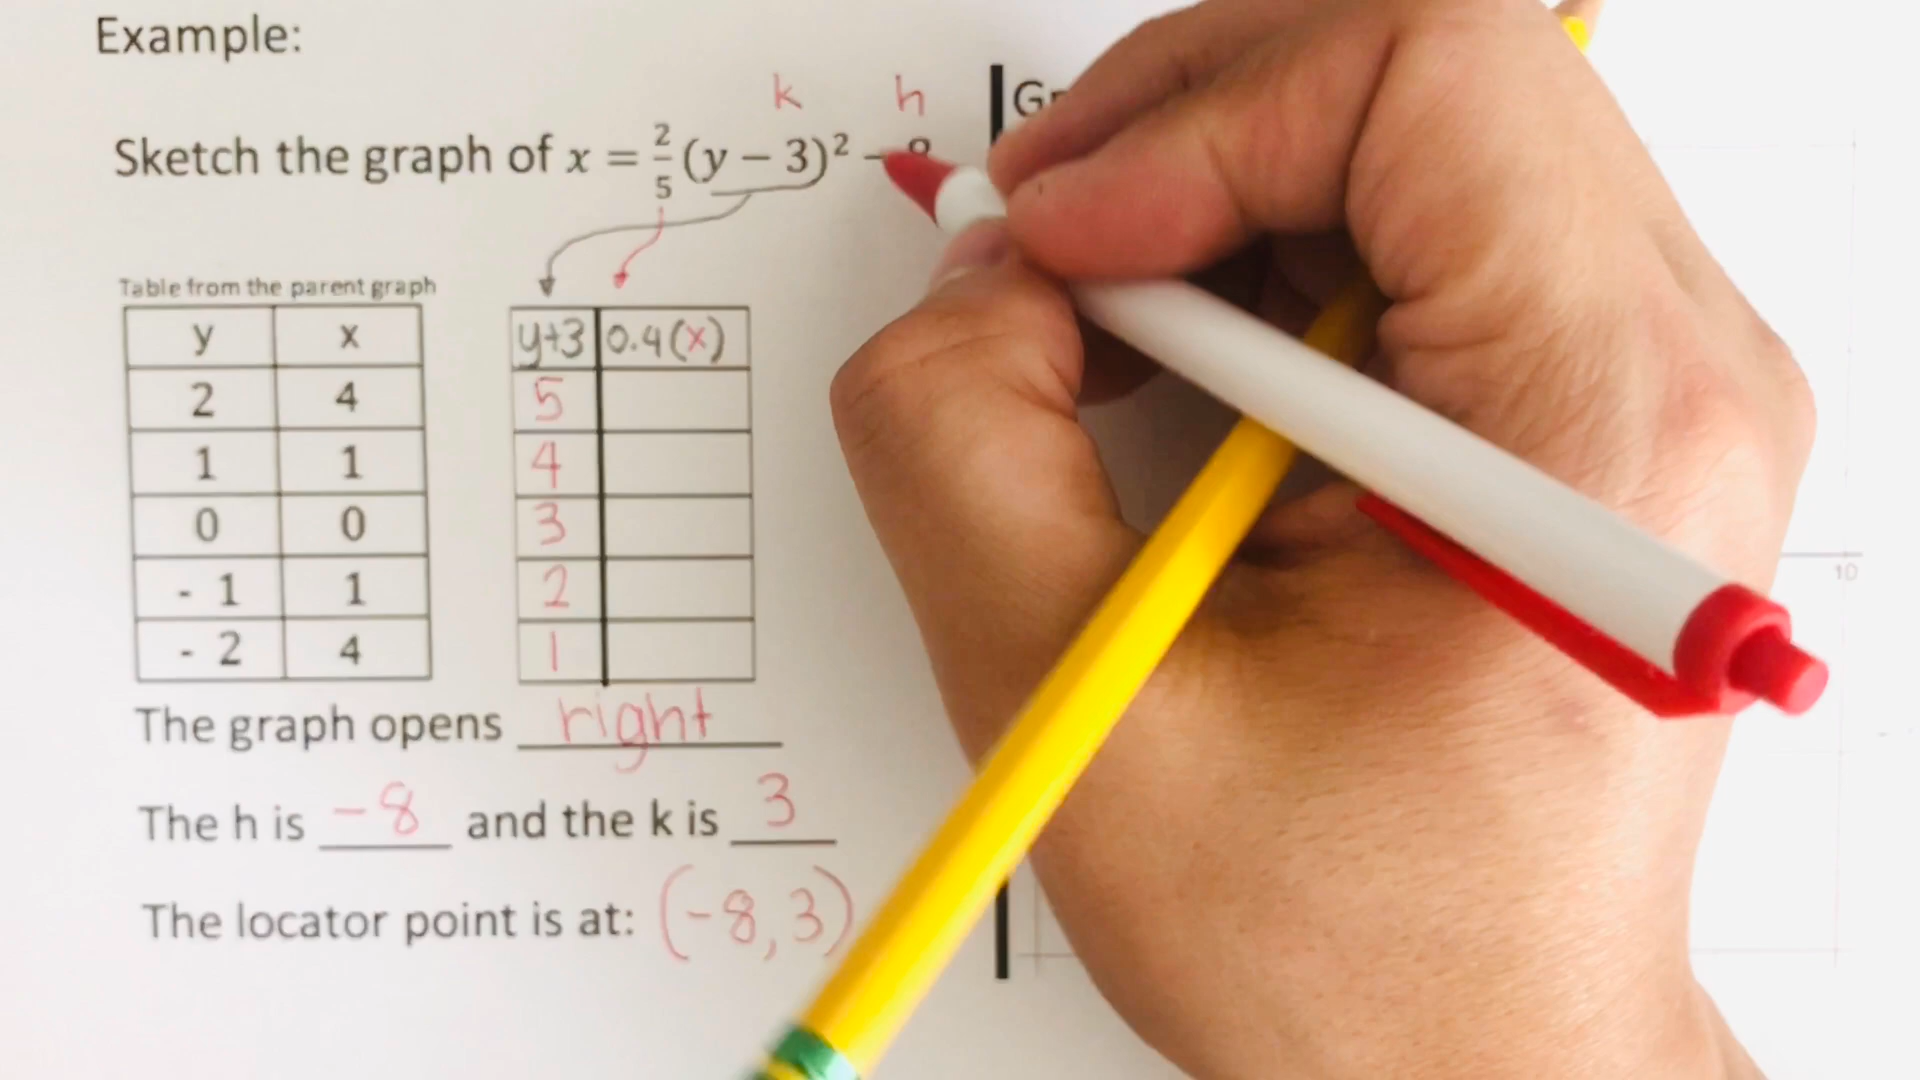 Example:
k h
Sketch the graph of x = 2/5 (y – 3)² –
Table from the parent graph
y x
2 4
1 1
0 0
- 1 1
- 2 4
y+3 0.4(x)
5
4
3
2
1
The graph opens right
The h is -8 and the k is 3
The locator point is at: (-8,3)
10